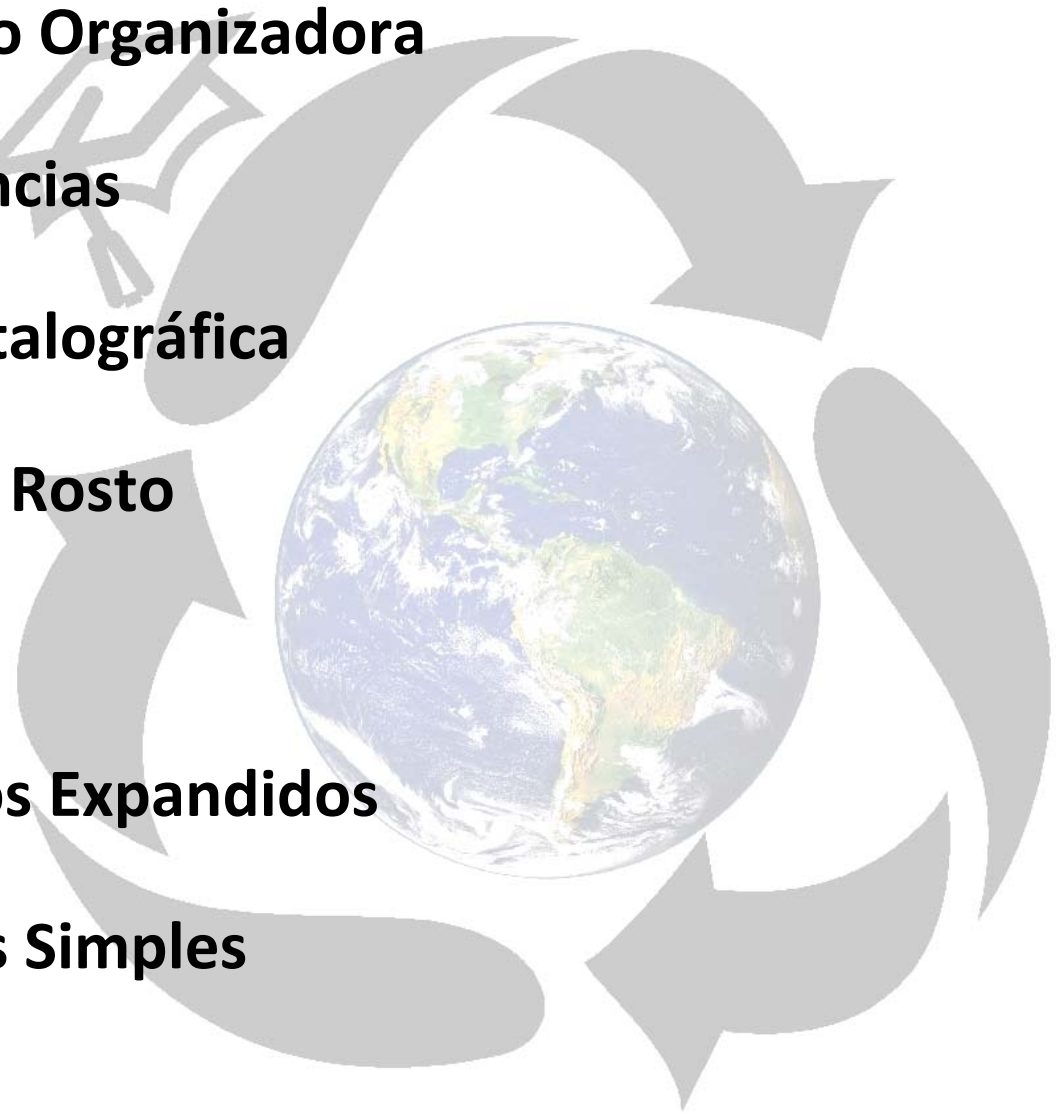 o Organizadora
ncias
talográfica
Rosto
os Expandidos
s Simples